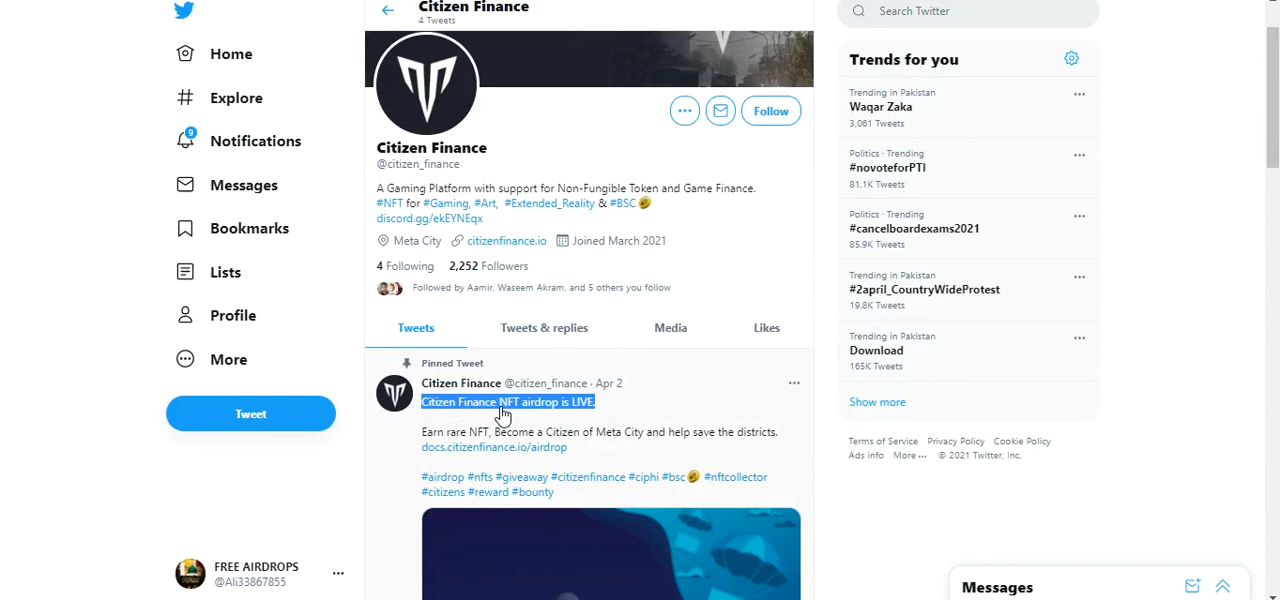 Home
Explore
9
Notifications
Messages
Bookmarks
Lists
Profile
More
Tweet
FREE AIRDROPS
@Ali33867855
Citizen Finance
4 Tweets
Follow
Citizen Finance
@citizen_finance
A Gaming Platform with support for Non-Fungible Token and Game Finance.
#NFT for #Gaming, #Art, #Extended_Reality & #BSC
discord.gg/ekEYNEqx
Meta City citizenfinance.io Joined March 2021
4 Following 2,252 Followers
Followed by Aamir, Waseem Akram, and 5 others you follow
Tweets Tweets & replies Media Likes
Pinned Tweet
Citizen Finance @citizen_finance · Apr 2
Citizen Finance NFT airdrop is LIVE.
Earn rare NFT, Become a Citizen of Meta City and help save the districts.
docs.citizenfinance.io/airdrop
#airdrop #nfts #giveaway #citizenfinance #ciphi #bsc #nftcollector
#citizens #reward #bounty
Search Twitter
Trends for you
Trending in Pakistan
Waqar Zaka
3,061 Tweets
Politics · Trending
#novoteforPTI
81.1K Tweets
Politics · Trending
#cancelboardexams2021
85.9K Tweets
Trending in Pakistan
#2april_CountryWideProtest
19.8K Tweets
Trending in Pakistan
Download
165K Tweets
Show more
Terms of Service Privacy Policy Cookie Policy
Ads info More ··· © 2021 Twitter, Inc.
Messages